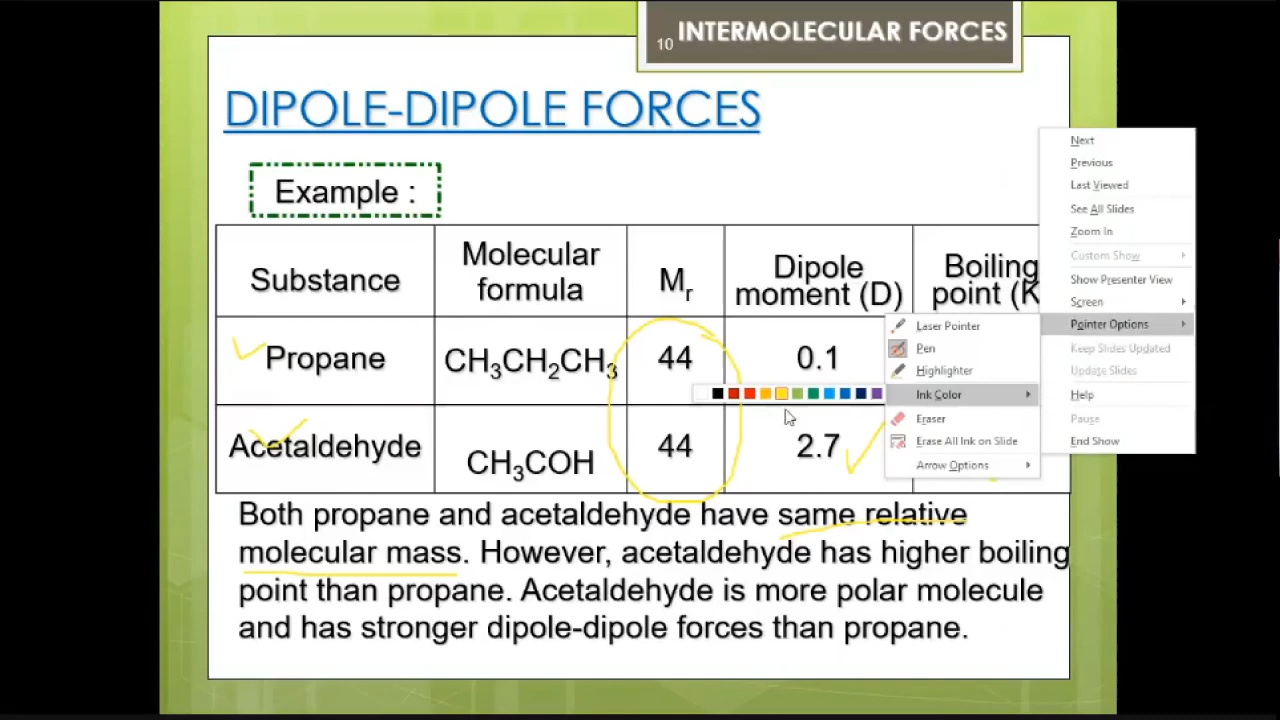 10 INTERMOLECULAR FORCES
DIPOLE-DIPOLE FORCES
Example :
Substance
Molecular
formula
Mr
Dipole
moment (D)
Boiling
point (K
Propane
CH3CH2CH3
44
0.1
Acetaldehyde
CH3COH
44
2.7
Both propane and acetaldehyde have same relative
molecular mass. However, acetaldehyde has higher boiling
point than propane. Acetaldehyde is more polar molecule
and has stronger dipole-dipole forces than propane.
Next
Previous
Last Viewed
See All Slides
Zoom In
Custom Show
Show Presenter View
Screen
Pointer Options
Keep Slides Updated
Update Slides
Help
Pause
End Show
Laser Pointer
Pen
Highlighter
Ink Color
Eraser
Erase All Ink on Slide
Arrow Options